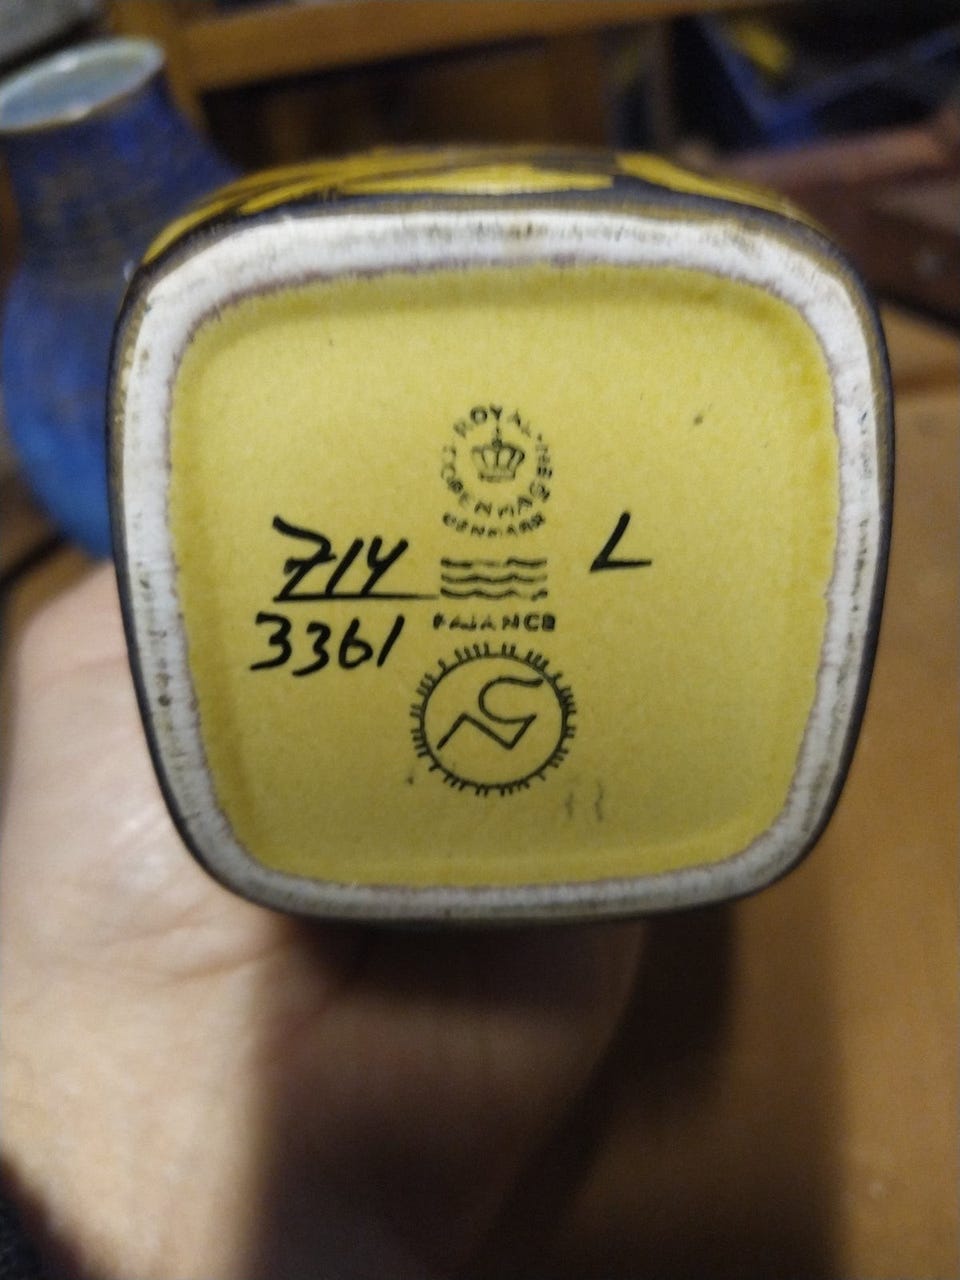 ROYAL COPENHAGEN
DENMARK
714 L
3361
FAJANCE